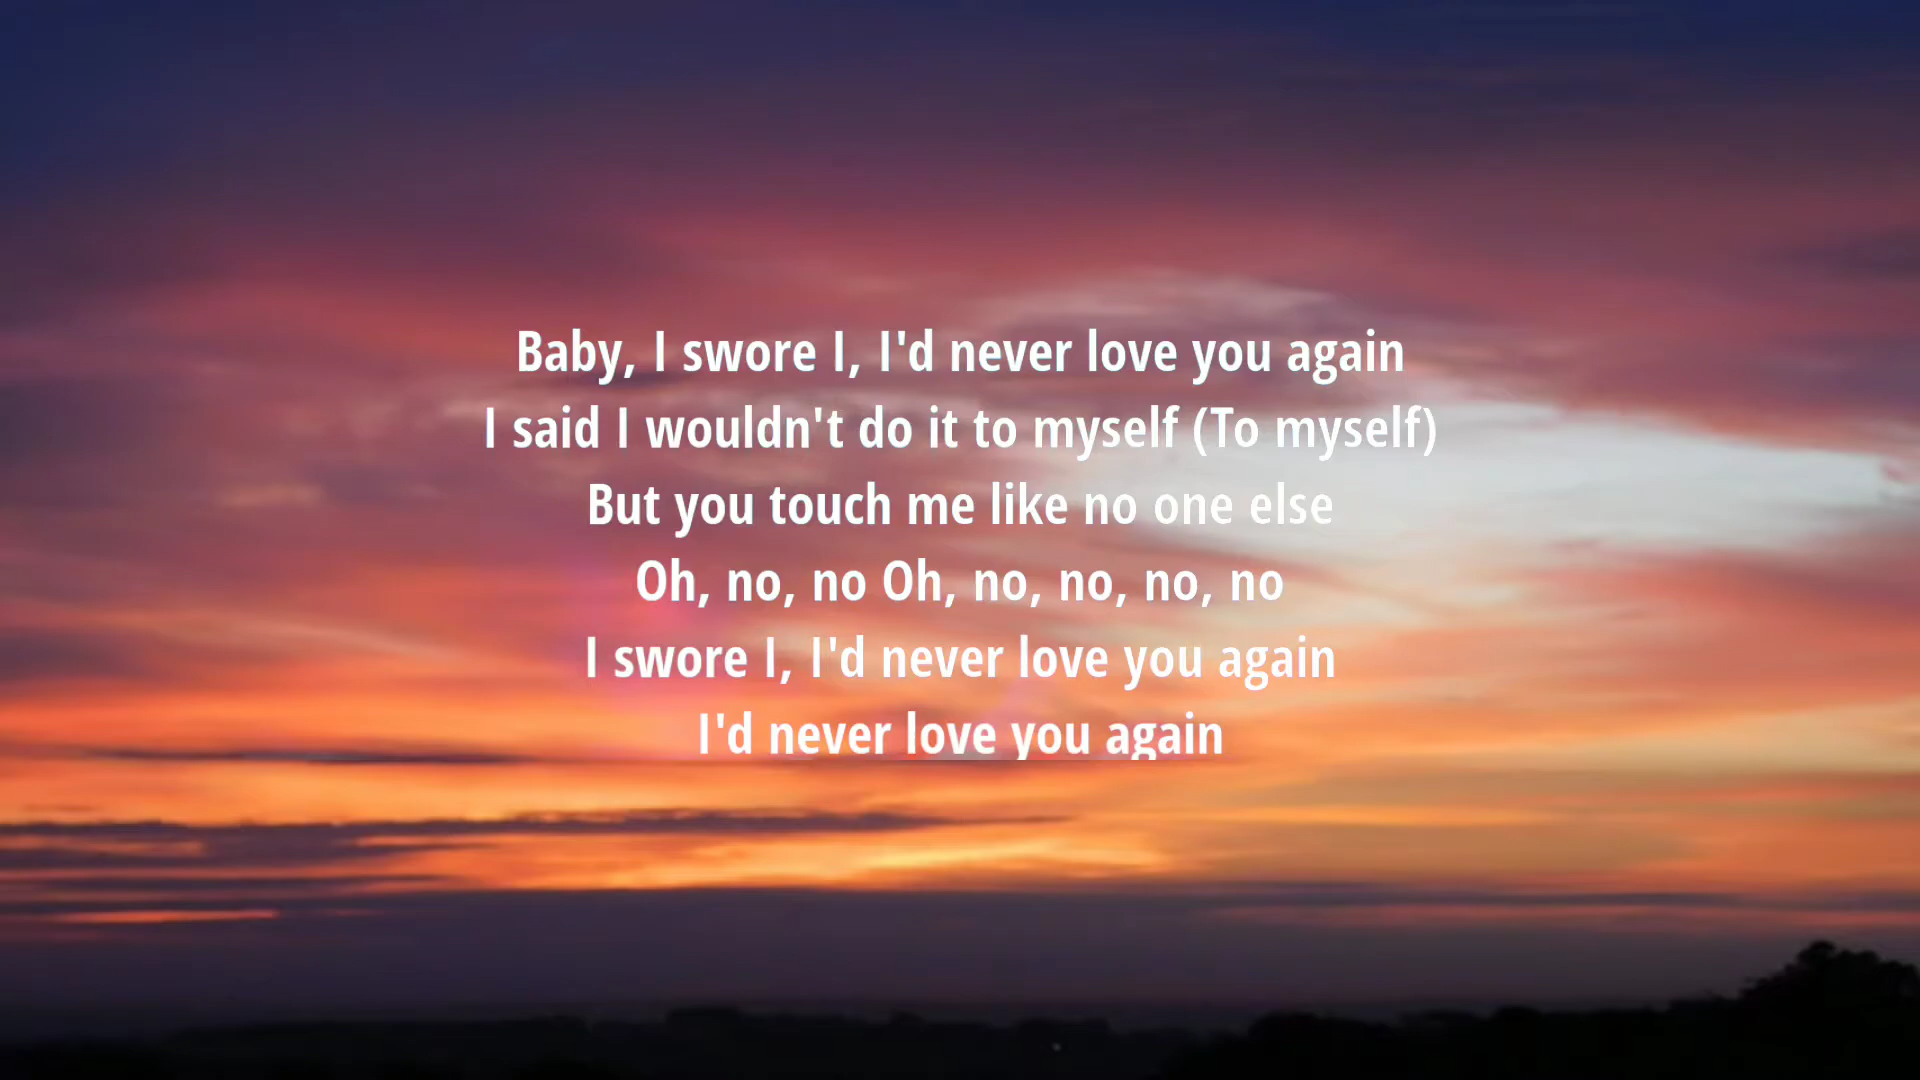 Baby, I swore I, I'd never love you again
I said I wouldn't do it to myself (To myself)
But you touch me like no one else
Oh, no, no Oh, no, no, no, no
I swore I, I'd never love you again
I'd never love you again